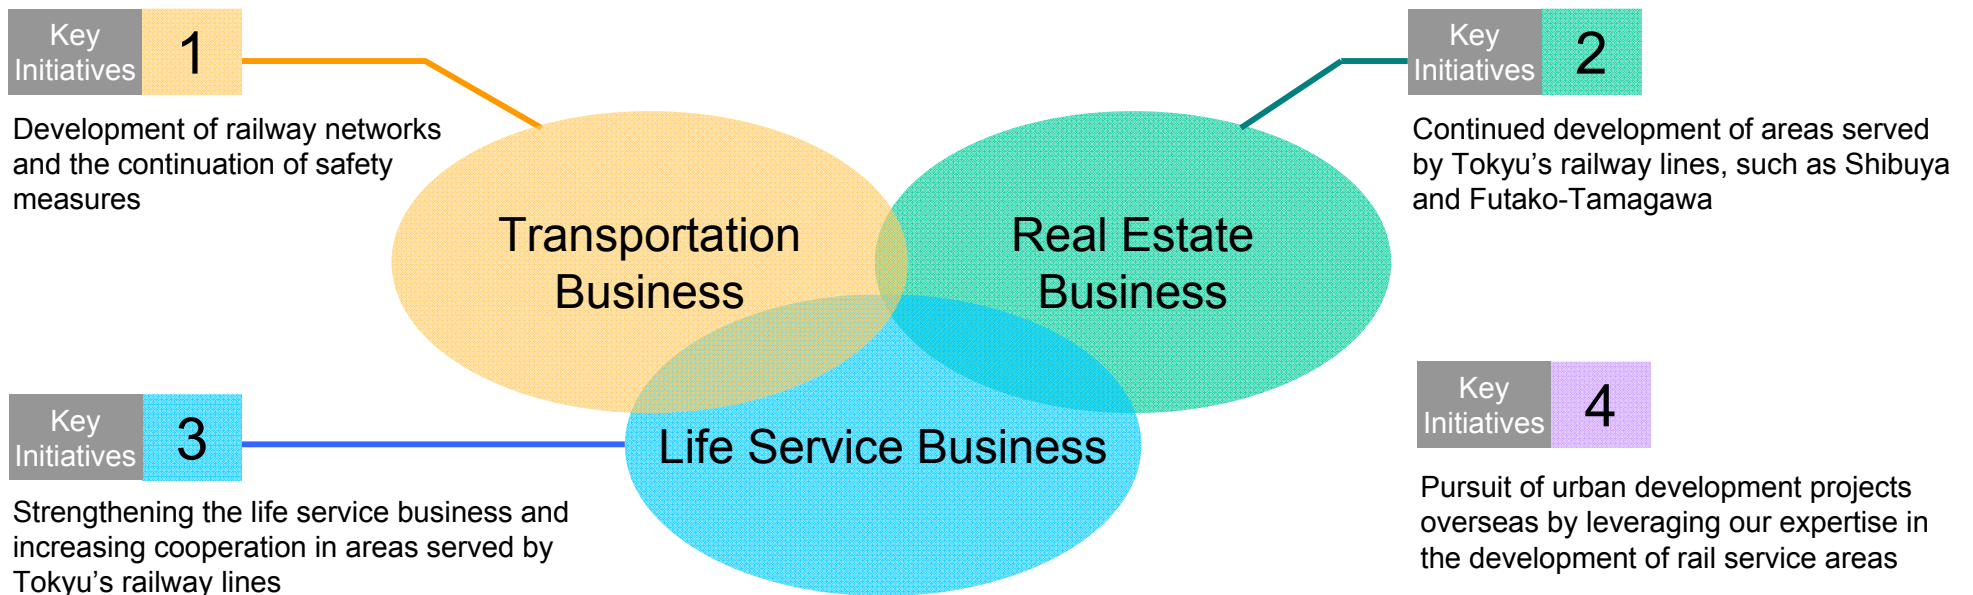 Key
Initiatives
1
Development of railway networks
and the continuation of safety
measures
Key
Initiatives
2
Continued development of areas served
by Tokyu’s railway lines, such as Shibuya
and Futako-Tamagawa
Transportation
Business
Real Estate
Business
Life Service Business
Key
Initiatives
3
Strengthening the life service business and
increasing cooperation in areas served by
Tokyu’s railway lines
Key
Initiatives
4
Pursuit of urban development projects
overseas by leveraging our expertise in
the development of rail service areas